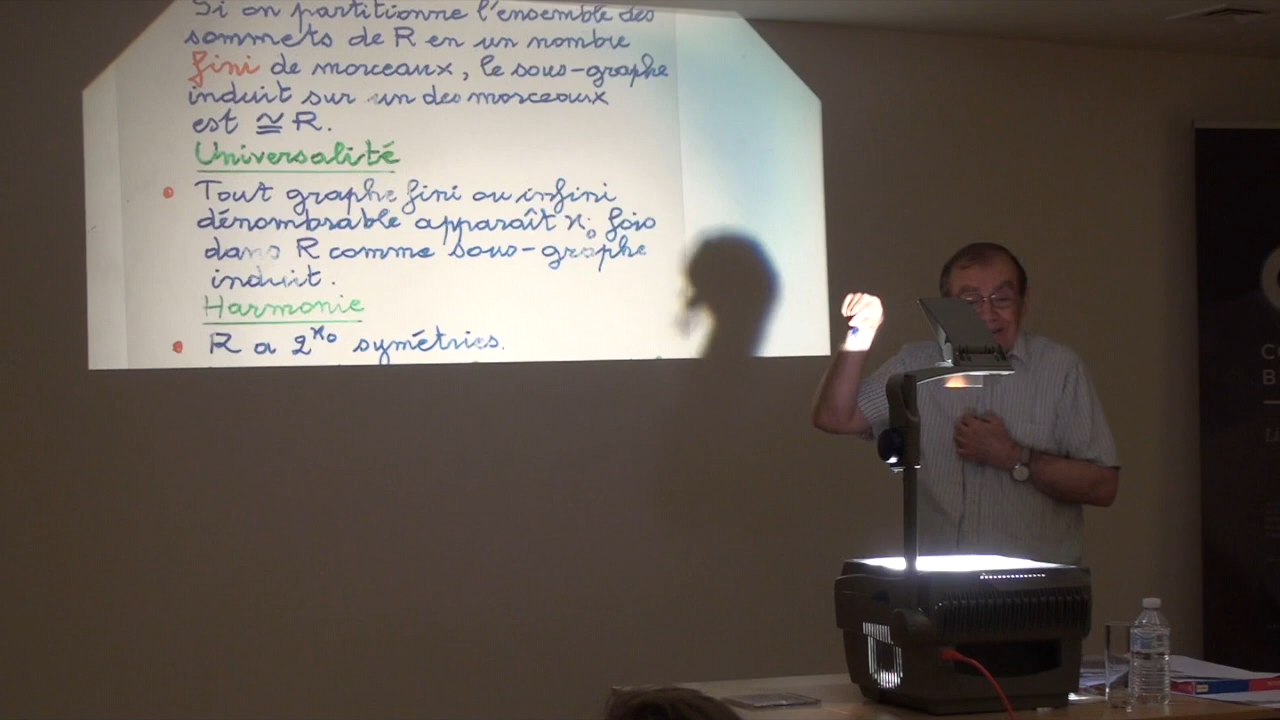 Si on partitionne l'ensemble des
sommets de R en un nombre
fini de morceaux, le sous-graphe
induit sur un des morceaux
est ≅ R.
Universalité
• Tout graphe fini ou infini
dénombrable apparaît ℵ₀ fois
dans R comme sous-graphe
induit.
Harmonie
• R a 2^ℵ₀ symétries.